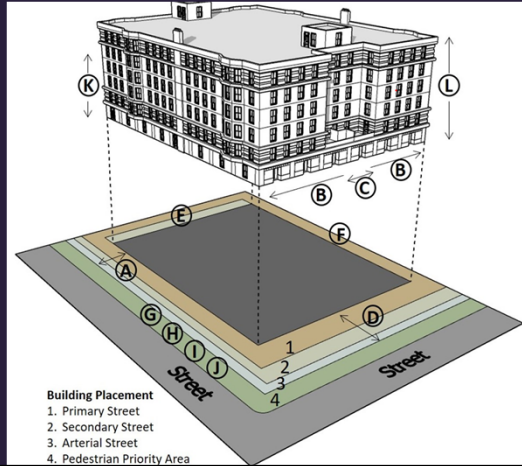 K
L
B
B
C
E
F
A
D
G
H
I
J
1
2
3
4
Street
Street
Building Placement
1. Primary Street
2. Secondary Street
3. Arterial Street
4. Pedestrian Priority Area